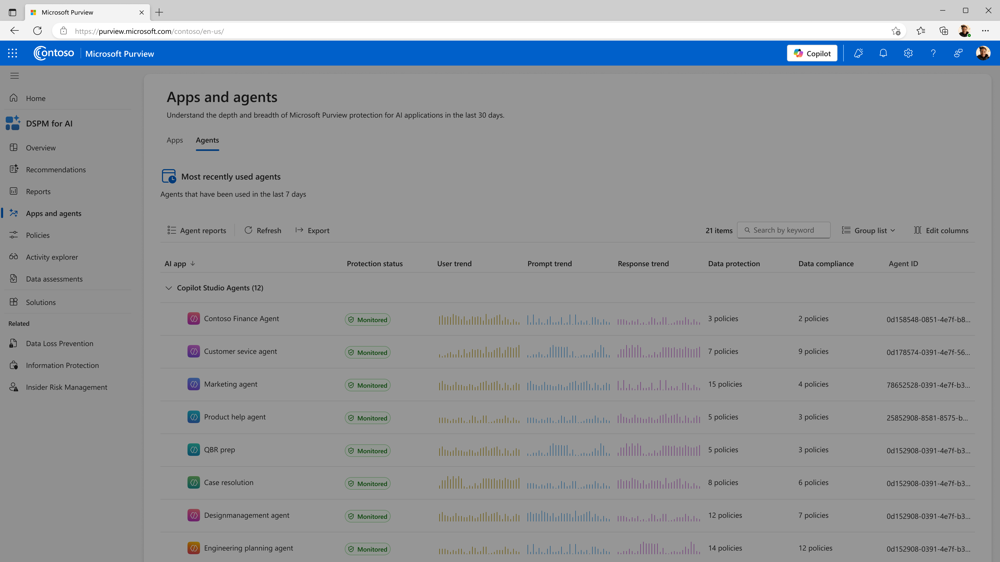 Microsoft Purview
https://purview.microsoft.com/contoso/en-us/
Contoso
Microsoft Purview
Copilot
Home
DSPM for AI
Overview
Recommendations
Reports
Apps and agents
Policies
Activity explorer
Data assessments
Solutions
Related
Data Loss Prevention
Information Protection
Insider Risk Management
Apps and agents
Understand the depth and breadth of Microsoft Purview protection for AI applications in the last 30 days.
Apps Agents
Most recently used agents
Agents that have been used in the last 7 days
Agent reports Refresh Export 21 items Search by keyword Group list Edit columns
AI app Protection status User trend Prompt trend Response trend Data protection Data compliance Agent ID
Copilot Studio Agents (12)
Contoso Finance Agent Monitored 3 policies 2 policies 0d158548-0851-4e7f-b8...
Customer sevice agent Monitored 7 policies 9 policies 0d178574-0391-4e7f-56...
Marketing agent Monitored 15 policies 4 policies 78652528-0391-4e7f-b3...
Product help agent Monitored 5 policies 3 policies 25852908-8581-8575-b...
QBR prep Monitored 5 policies 3 policies 0d152908-0391-4e7f-b3...
Case resolution Monitored 8 policies 6 policies 0d152908-0391-4e7f-b3...
Designmanagement agent Monitored 12 policies 7 policies 0d152908-0391-4e7f-b3...
Engineering planning agent Monitored 14 policies 12 policies 0d152908-0391-4e7f-b3...